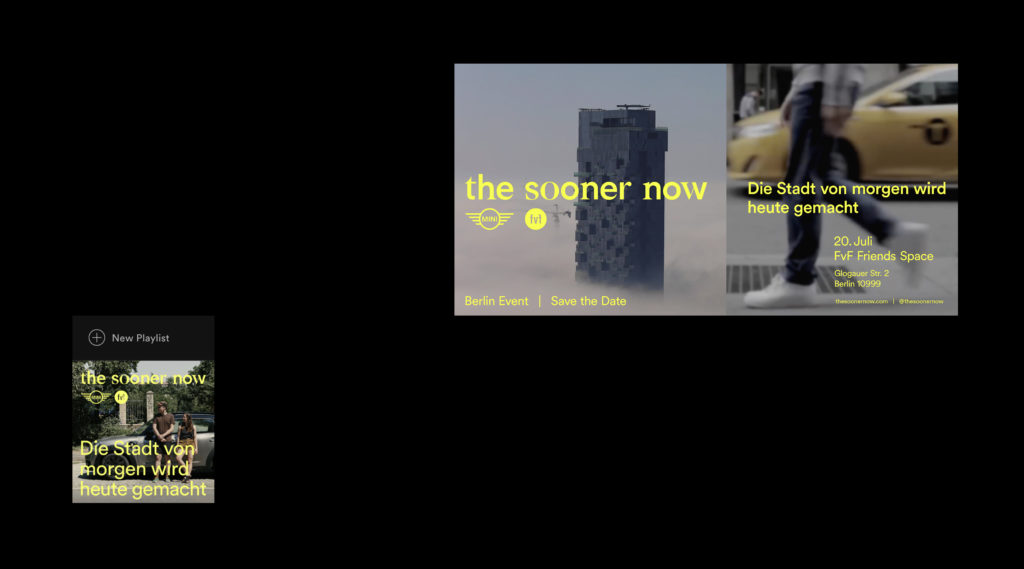 the sooner now
MINI
fvf
Berlin Event | Save the Date
Die Stadt von morgen wird
heute gemacht
20. Juli
FvF Friends Space
Glogauer Str. 2
Berlin 10999
thesoonernow.com | @thesoonernow
New Playlist
the sooner now
MINI
fvf
Die Stadt von
morgen wird
heute gemacht